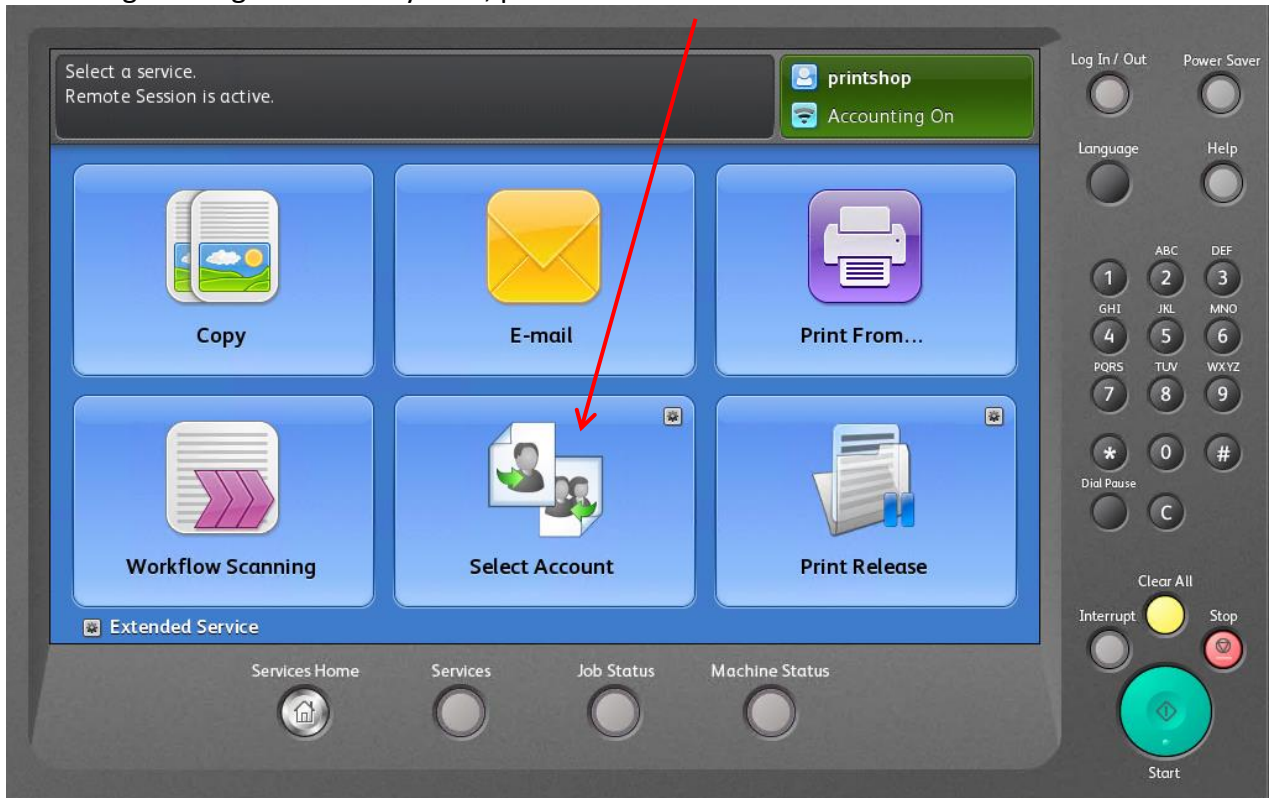 Select a service.
Remote Session is active.
printshop
Accounting On
Copy
E-mail
Print From...
Workflow Scanning
Select Account
Print Release
Extended Service
Services Home
Services
Job Status
Machine Status
Log In / Out
Power Saver
Language
Help
ABC
DEF
1
2
3
GHI
JKL
MNO
4
5
6
PQRS
TUV
WXYZ
7
8
9
*
0
#
Dial Pause
C
Clear All
Interrupt
Stop
Start